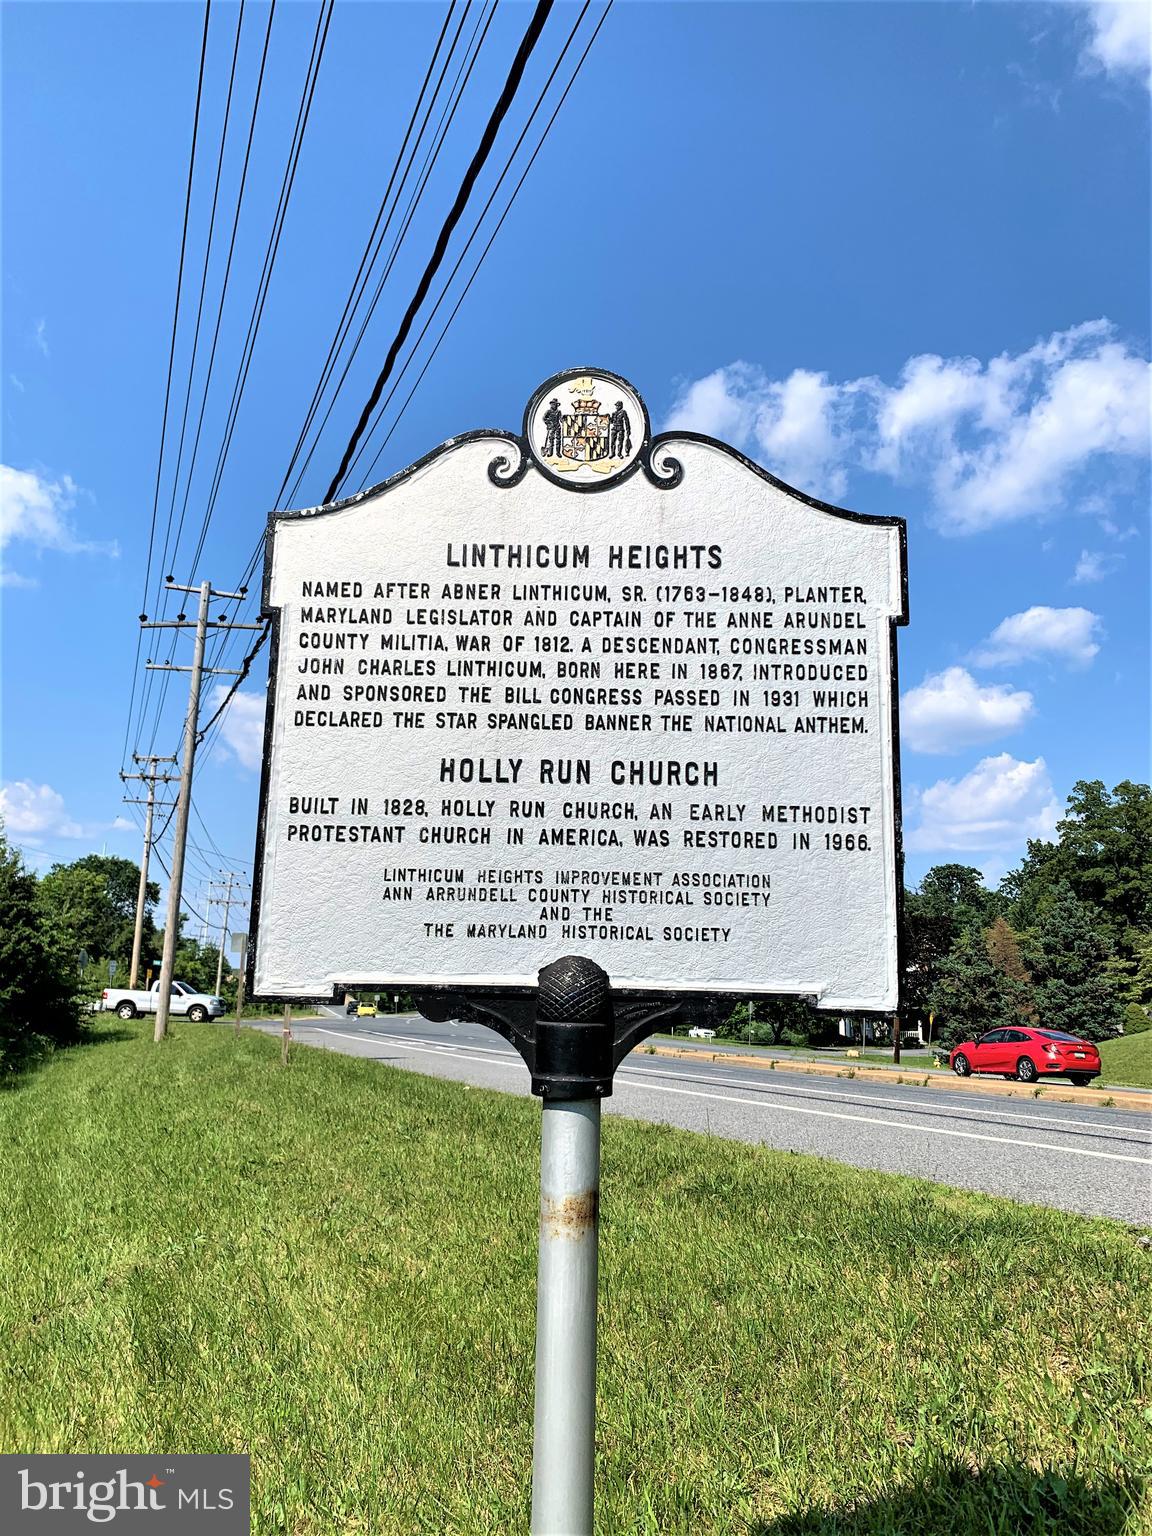 LINTHICUM HEIGHTS
NAMED AFTER ABNER LINTHICUM, SR. (1763-1848), PLANTER,
MARYLAND LEGISLATOR AND CAPTAIN OF THE ANNE ARUNDEL
COUNTY MILITIA, WAR OF 1812. A DESCENDANT, CONGRESSMAN
JOHN CHARLES LINTHICUM, BORN HERE IN 1867, INTRODUCED
AND SPONSORED THE BILL CONGRESS PASSED IN 1931 WHICH
DECLARED THE STAR SPANGLED BANNER THE NATIONAL ANTHEM.
HOLLY RUN CHURCH
BUILT IN 1828, HOLLY RUN CHURCH, AN EARLY METHODIST
PROTESTANT CHURCH IN AMERICA, WAS RESTORED IN 1966.
LINTHICUM HEIGHTS IMPROVEMENT ASSOCIATION
ANN ARRUNDELL COUNTY HISTORICAL SOCIETY
AND THE
THE MARYLAND HISTORICAL SOCIETY
bright™ MLS